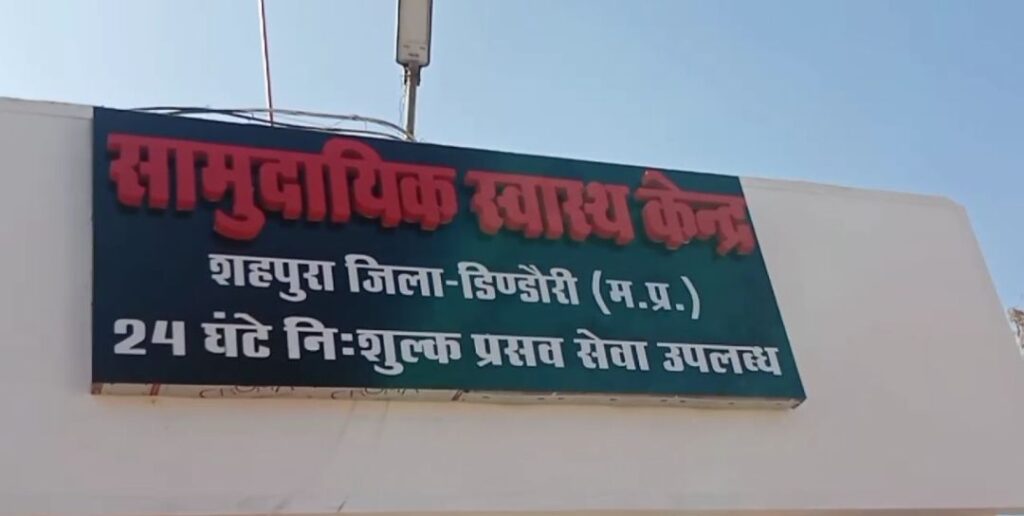 सामुदायिक स्वास्थ केन्द्र
शहपुरा जिला-डिण्डौरी (म.प्र.)
24 घंटे निःशुल्क प्रसव सेवा उपलब्ध